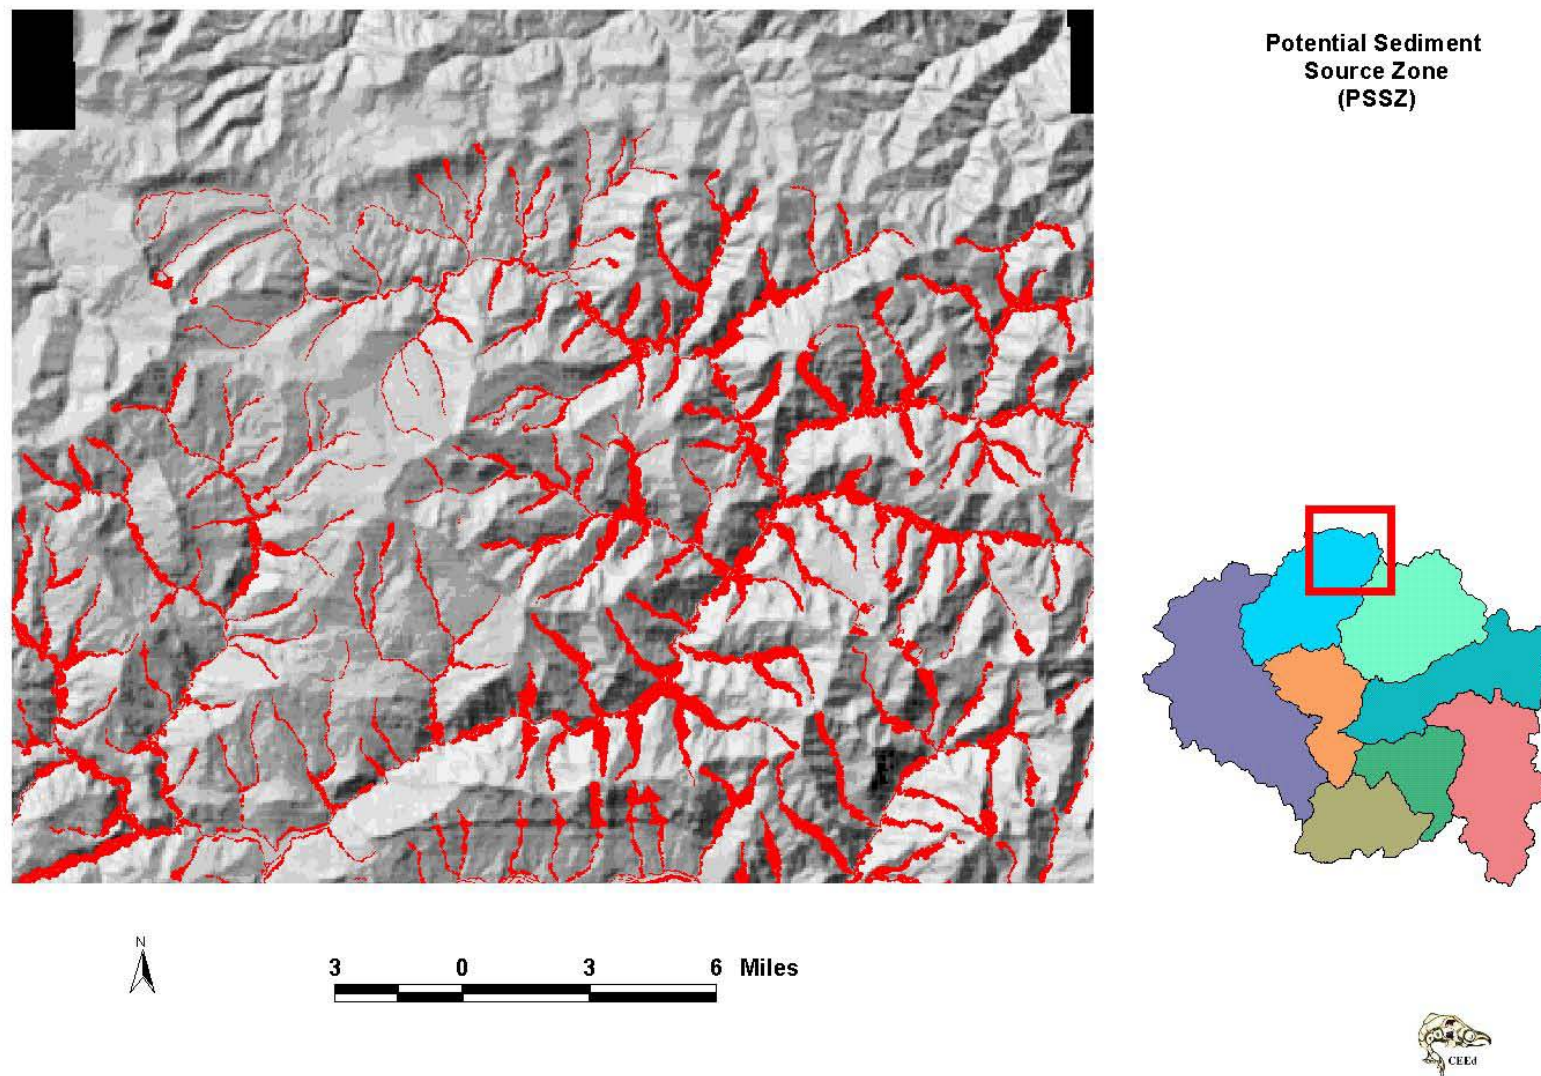 Potential Sediment
Source Zone
(PSSZ)
N
3 0 3 6 Miles
CEEd